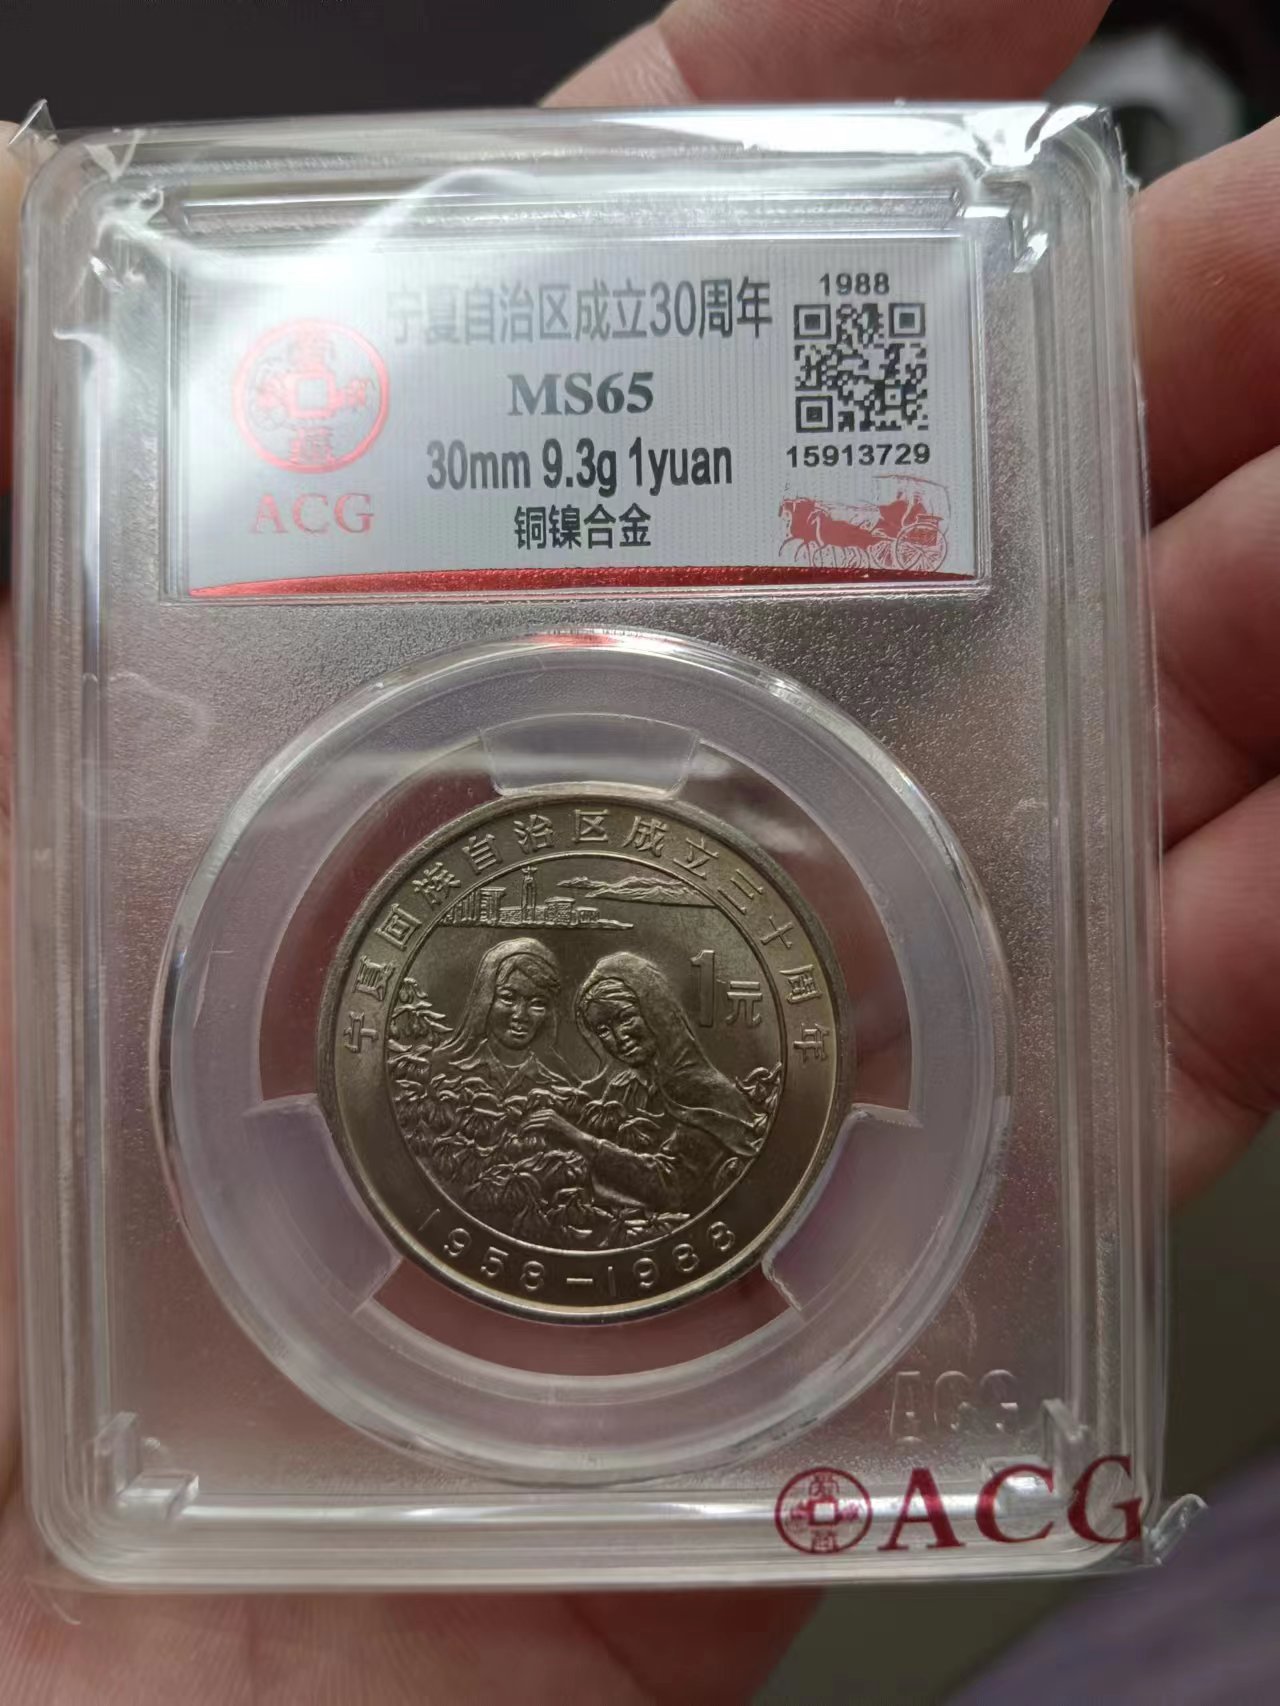 宁夏自治区成立30周年
1988
MS65
30mm 9.3g 1yuan
15913729
ACG
铜镍合金
宁夏回族自治区成立三十周年
1元
1958-1988
ACG
ACG